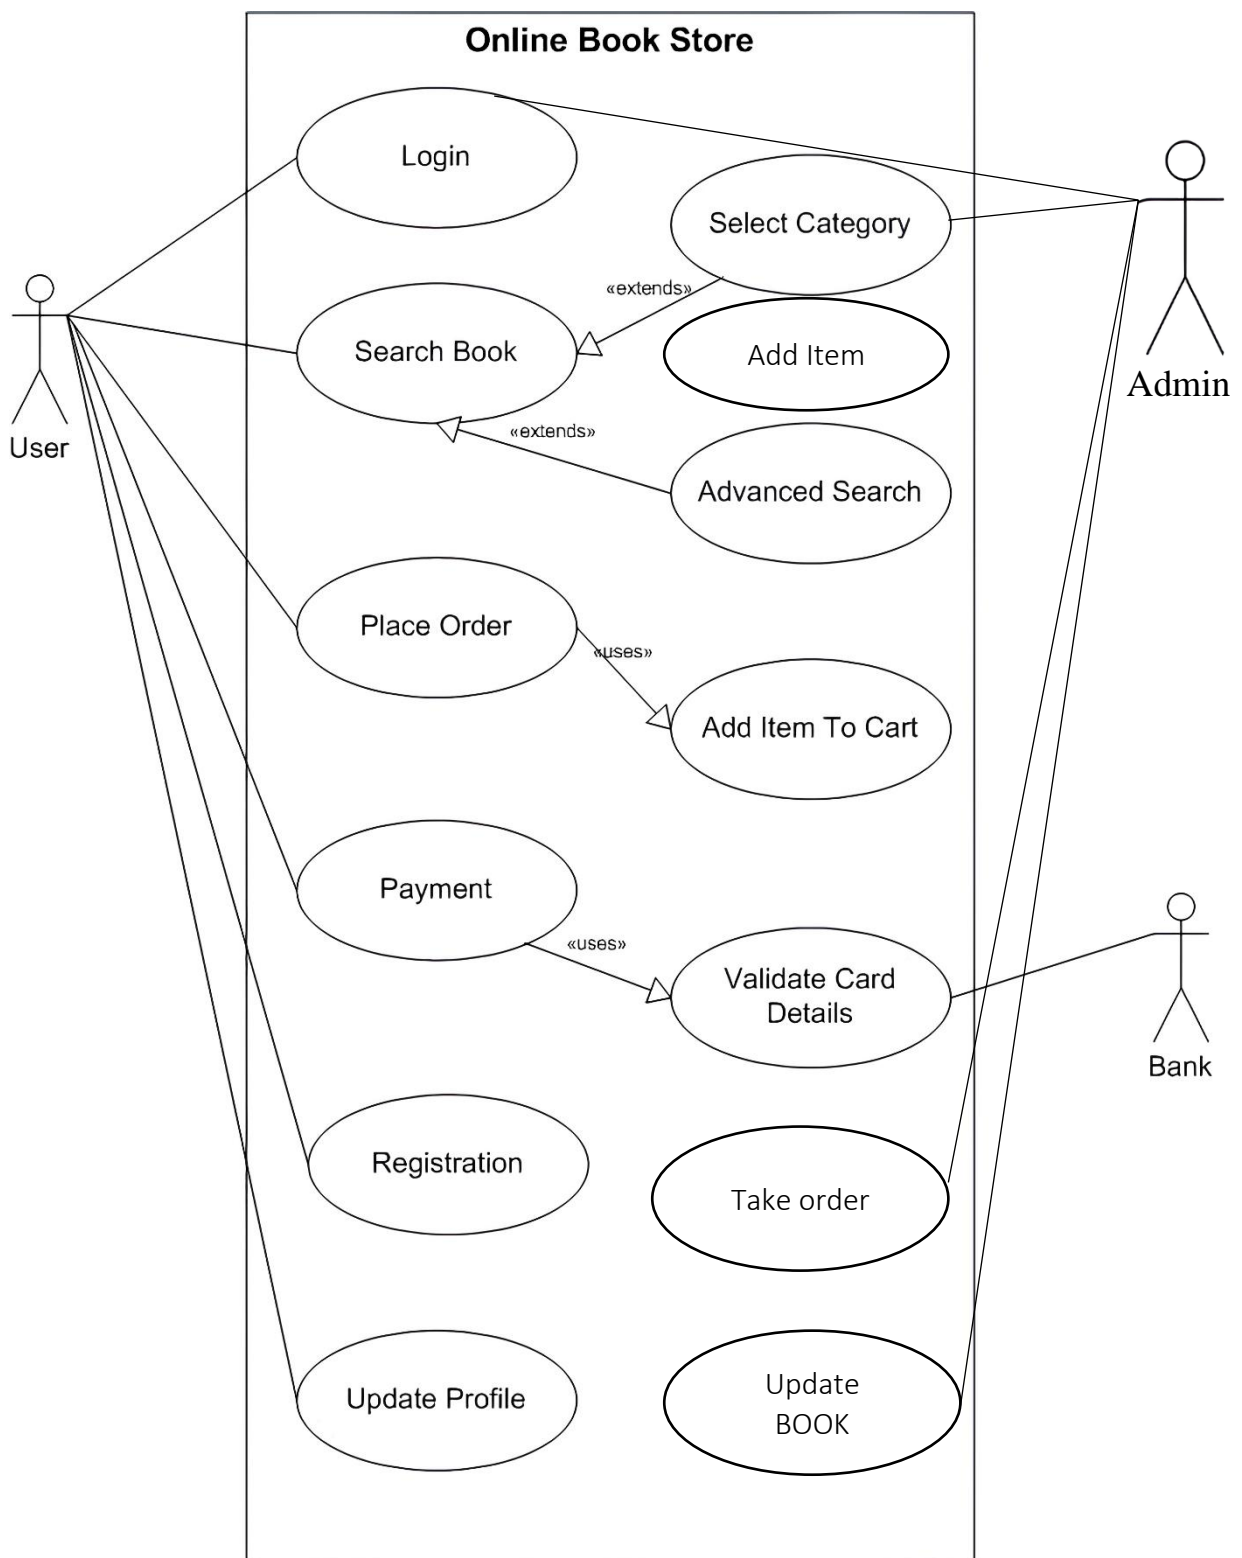 Online Book Store
Login
Select Category
«extends»
Search Book
Add Item
Admin
User
«extends»
Advanced Search
Place Order
«uses»
Add Item To Cart
Payment
«uses»
Validate Card
Details
Bank
Registration
Take order
Update Profile
Update
BOOK